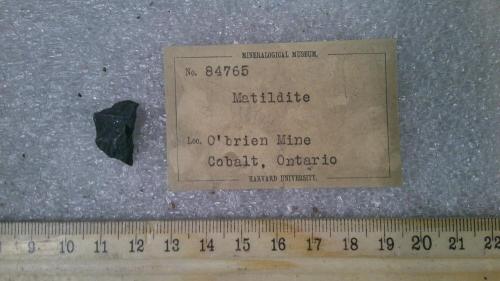 MINERALOGICAL MUSEUM.
No. 84765
Matildite
Loc. O'brien Mine
Cobalt, Ontario
HARVARD UNIVERSITY.
9 10 11 12 13 14 15 16 17 18 19 20 21 22